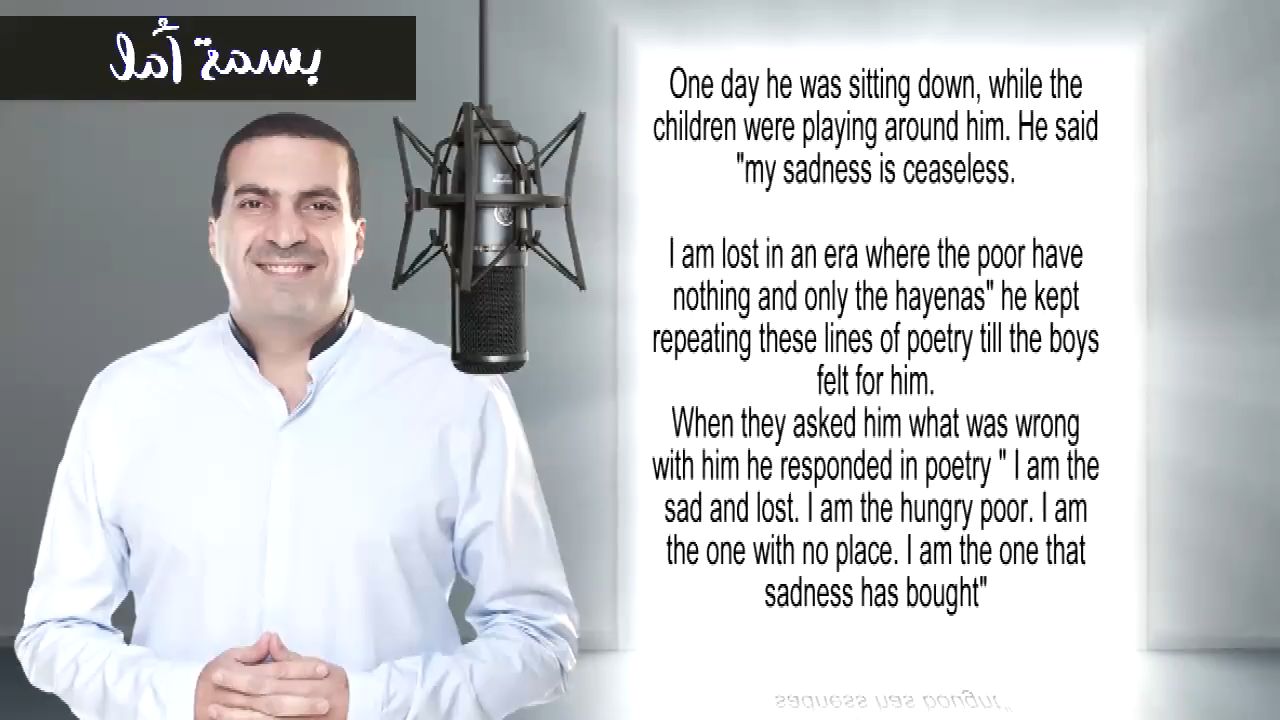 بسمة أمل
One day he was sitting down, while the
children were playing around him. He said
"my sadness is ceaseless.
I am lost in an era where the poor have
nothing and only the hayenas" he kept
repeating these lines of poetry till the boys
felt for him.
When they asked him what was wrong
with him he responded in poetry " I am the
sad and lost. I am the hungry poor. I am
the one with no place. I am the one that
sadness has bought"
sadness has bought"